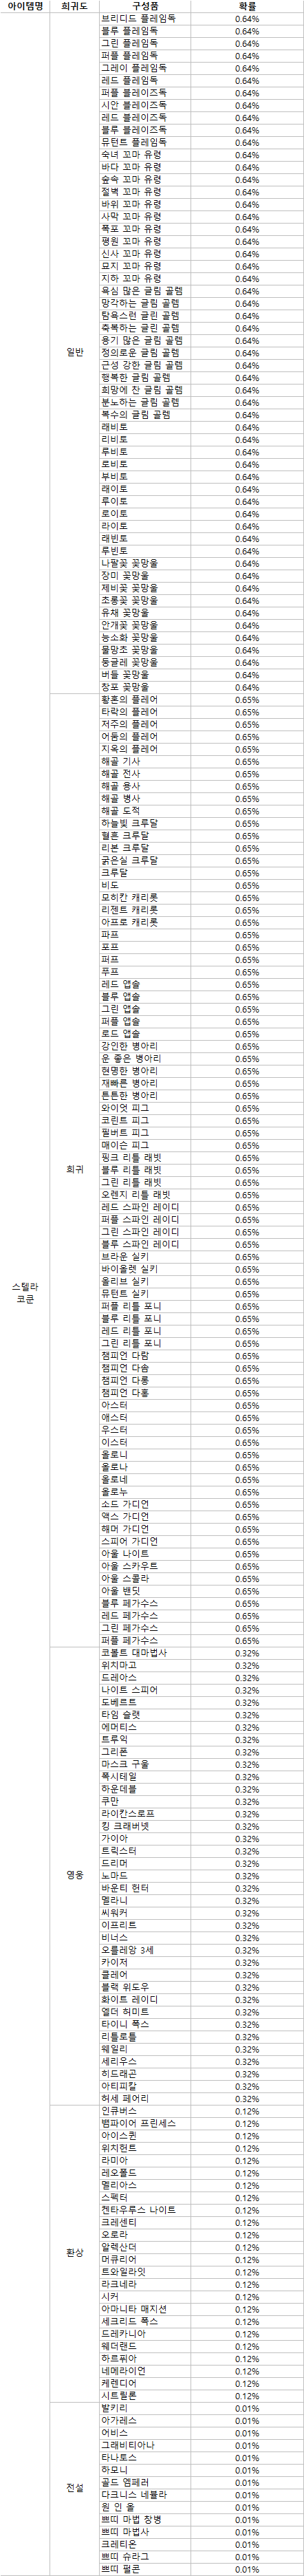 아이템명 희귀도 구성품 확률
브리디드 플레임독 0.64%
블루 플레임독 0.64%
그린 플레임독 0.64%
퍼플 플레임독 0.64%
그레이 플레임독 0.64%
레드 플레임독 0.64%
퍼플 블레이즈독 0.64%
시안 블레이즈독 0.64%
레드 블레이즈독 0.64%
블루 블레이즈독 0.64%
뮤턴트 플레임독 0.64%
숙녀 꼬마 유령 0.64%
바다 꼬마 유령 0.64%
숲속 꼬마 유령 0.64%
절벽 꼬마 유령 0.64%
바위 꼬마 유령 0.64%
사막 꼬마 유령 0.64%
폭포 꼬마 유령 0.64%
평원 꼬마 유령 0.64%
신사 꼬마 유령 0.64%
묘지 꼬마 유령 0.64%
지하 꼬마 유령 0.64%
욕심 많은 글림 골렘 0.64%
망각하는 글림 골렘 0.64%
탐욕스런 글린 골렘 0.64%
축복하는 글린 골렘 0.64%
용기 많은 글림 골렘 0.64%
일반 정의로운 글림 골렘 0.64%
근성 강한 글림 골렘 0.64%
행복한 글림 골렘 0.64%
희망에 찬 글림 골렘 0.64%
분노하는 글림 골렘 0.64%
복수의 글림 골렘 0.64%
래비토 0.64%
리비토 0.64%
루비토 0.64%
로비토 0.64%
부비토 0.64%
래이토 0.64%
루이토 0.64%
로이토 0.64%
라이토 0.64%
래빈토 0.64%
루빈토 0.64%
나팔꽃 꽃망울 0.64%
장미 꽃망울 0.64%
제비꽃 꽃망울 0.64%
초롱꽃 꽃망울 0.64%
유채 꽃망울 0.64%
안개꽃 꽃망울 0.64%
능소화 꽃망울 0.64%
물망초 꽃망울 0.64%
둥굴레 꽃망울 0.64%
버들 꽃망울 0.64%
창포 꽃망울 0.64%
황혼의 플레어 0.65%
타락의 플레어 0.65%
저주의 플레어 0.65%
어둠의 플레어 0.65%
지옥의 플레어 0.65%
해골 기사 0.65%
해골 전사 0.65%
해골 용사 0.65%
해골 병사 0.65%
해골 도적 0.65%
하늘빛 크루달 0.65%
혈흔 크루달 0.65%
리본 크루달 0.65%
굵은실 크루달 0.65%
크루달 0.65%
비도 0.65%
모히칸 캐리롯 0.65%
리젠트 캐리롯 0.65%
아프로 캐리롯 0.65%
파프 0.65%
포프 0.65%
퍼프 0.65%
푸프 0.65%
레드 앱솔 0.65%
블루 앱솔 0.65%
그린 앱솔 0.65%
퍼플 앱솔 0.65%
로드 앱솔 0.65%
강인한 병아리 0.65%
운 좋은 병아리 0.65%
현명한 병아리 0.65%
재빠른 병아리 0.65%
튼튼한 병아리 0.65%
와이엇 피그 0.65%
코린트 피그 0.65%
필버트 피그 0.65%
매이슨 피그 0.65%
핑크 리틀 래빗 0.65%
희귀 블루 리틀 래빗 0.65%
그린 리틀 래빗 0.65%
오렌지 리틀 래빗 0.65%
레드 스파인 레이디 0.65%
퍼플 스파인 레이디 0.65%
그린 스파인 레이디 0.65%
블루 스파인 레이디 0.65%
브라운 실키 0.65%
바이올렛 실키 0.65%
스텔라
코쿤
올리브 실키 0.65%
뮤턴트 실키 0.65%
퍼플 리틀 포니 0.65%
블루 리틀 포니 0.65%
레드 리틀 포니 0.65%
그린 리틀 포니 0.65%
챔피언 다람 0.65%
챔피언 다솜 0.65%
챔피언 다롱 0.65%
챔피언 다홍 0.65%
아스터 0.65%
애스터 0.65%
우스터 0.65%
이스터 0.65%
올로니 0.65%
올로나 0.65%
올로네 0.65%
올로누 0.65%
소드 가디언 0.65%
액스 가디언 0.65%
해머 가디언 0.65%
스피어 가디언 0.65%
아울 나이트 0.65%
아울 스카우트 0.65%
아울 스콜라 0.65%
아울 밴딧 0.65%
블루 페가수스 0.65%
레드 페가수스 0.65%
그린 페가수스 0.65%
퍼플 페가수스 0.65%
코볼트 대마법사 0.32%
위치마고 0.32%
드레아스 0.32%
나이트 스피어 0.32%
도베르트 0.32%
타임 슬랫 0.32%
에머티스 0.32%
트루익 0.32%
그리폰 0.32%
마스크 구울 0.32%
폭시테일 0.32%
하운데블 0.32%
쿠만 0.32%
라이칸스로프 0.32%
킹 크래버넷 0.32%
가이아 0.32%
트릭스터 0.32%
드리머 0.32%
영웅 노마드 0.32%
바운티 헌터 0.32%
멜라니 0.32%
씨워커 0.32%
이프리트 0.32%
비너스 0.32%
오를레앙 3세 0.32%
카이저 0.32%
클레어 0.32%
블랙 위도우 0.32%
화이트 레이디 0.32%
엘더 허미트 0.32%
타이니 폭스 0.32%
리틀로틀 0.32%
웨일리 0.32%
세리우스 0.32%
히드래곤 0.32%
아티피칼 0.32%
허세 페어리 0.32%
인큐버스 0.12%
뱀파이어 프린세스 0.12%
아이스퀸 0.12%
위치헌트 0.12%
라미아 0.12%
레오폴드 0.12%
멜리아스 0.12%
스펙터 0.12%
켄타우루스 나이트 0.12%
크레센티 0.12%
오로라 0.12%
환상 알렉산더 0.12%
머큐리어 0.12%
트와일라잇 0.12%
라크네라 0.12%
시커 0.12%
아마니타 매지션 0.12%
세크리드 폭스 0.12%
드레카니아 0.12%
웨더랜드 0.12%
하르퓌아 0.12%
네메라이언 0.12%
케렌디어 0.12%
시트릴론 0.12%
발키리 0.01%
아가레스 0.01%
어비스 0.01%
그래비티아나 0.01%
타나토스 0.01%
하모니 0.01%
골드 엠페러 0.01%
전설 다크니스 네뷸라 0.01%
원 인 올 0.01%
쁘띠 마법 창병 0.01%
쁘띠 마법사 0.01%
크레티온 0.01%
쁘띠 슈라그 0.01%
쁘띠 펄콘 0.01%